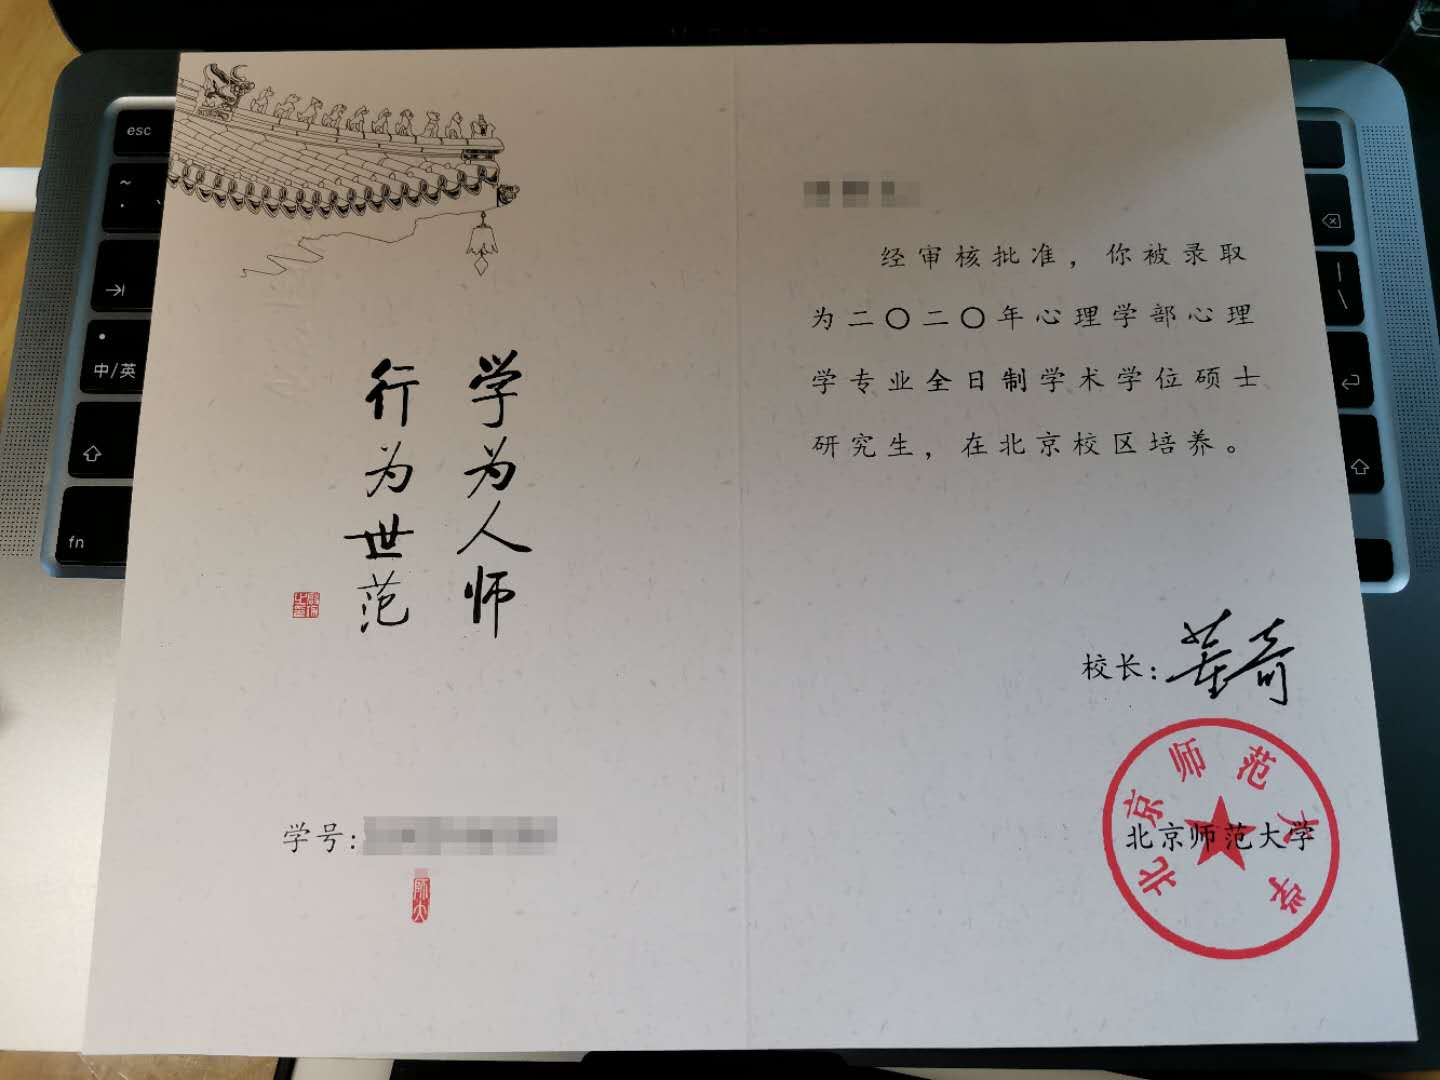 esc
~
中/英
fn
学为人师
行为世范
学号:
师大
经审核批准，你被录取
为二〇二〇年心理学部心理
学专业全日制学术学位硕士
研究生，在北京校区培养。
校长:董奇
北京师范大学
北京师范大学